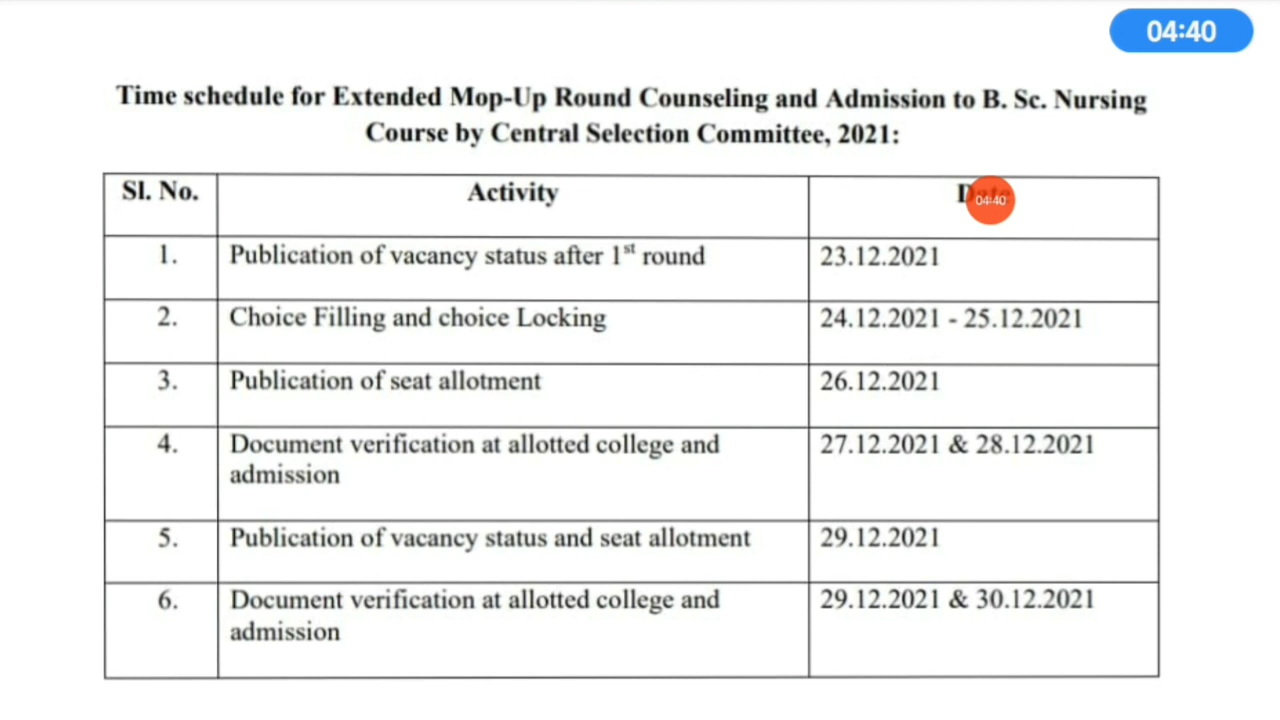 04:40
Time schedule for Extended Mop-Up Round Counseling and Admission to B. Sc. Nursing
Course by Central Selection Committee, 2021:
Sl. No. Activity
04:40
1. Publication of vacancy status after 1st round 23.12.2021
2. Choice Filling and choice Locking 24.12.2021 - 25.12.2021
3. Publication of seat allotment 26.12.2021
4. Document verification at allotted college and 27.12.2021 & 28.12.2021
admission
5. Publication of vacancy status and seat allotment 29.12.2021
6. Document verification at allotted college and 29.12.2021 & 30.12.2021
admission